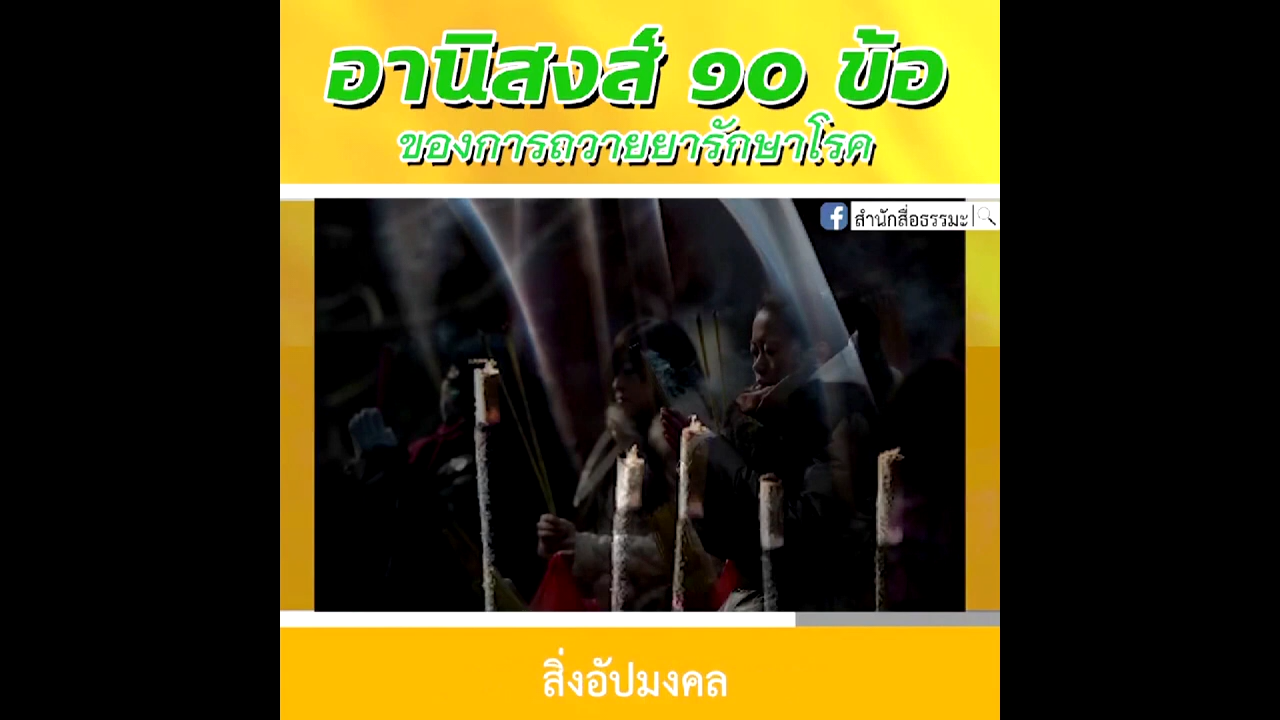 อานิสงส์ ๑๐ ข้อ
ของการถวายยารักษาโรค
สำนักสื่อธรรมะ
สิ่งอัปมงคล